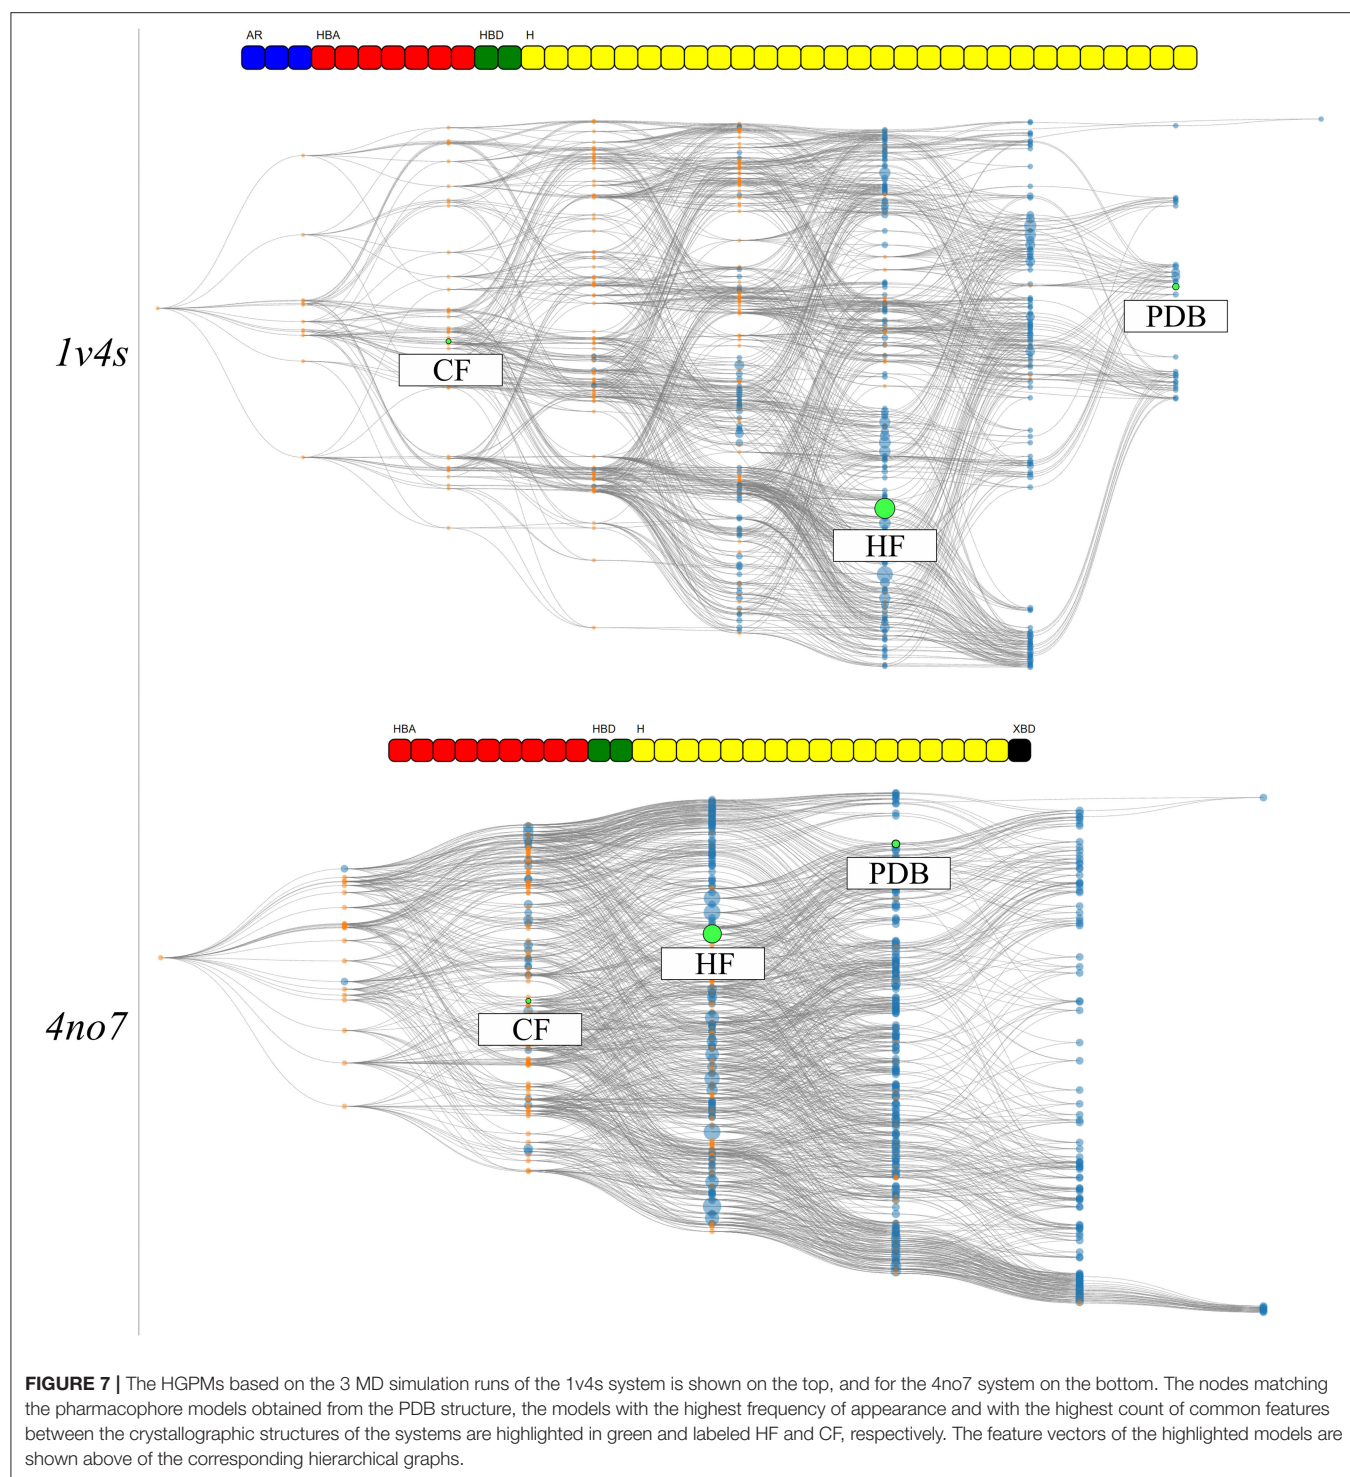 AR HBA HBD H
1v4s
CF
PDB
HF
HBA HBD H XBD
4no7
PDB
HF
CF
FIGURE 7 | The HGPMs based on the 3 MD simulation runs of the 1v4s system is shown on the top, and for the 4no7 system on the bottom. The nodes matching
the pharmacophore models obtained from the PDB structure, the models with the highest frequency of appearance and with the highest count of common features
between the crystallographic structures of the systems are highlighted in green and labeled HF and CF, respectively. The feature vectors of the highlighted models are
shown above of the corresponding hierarchical graphs.